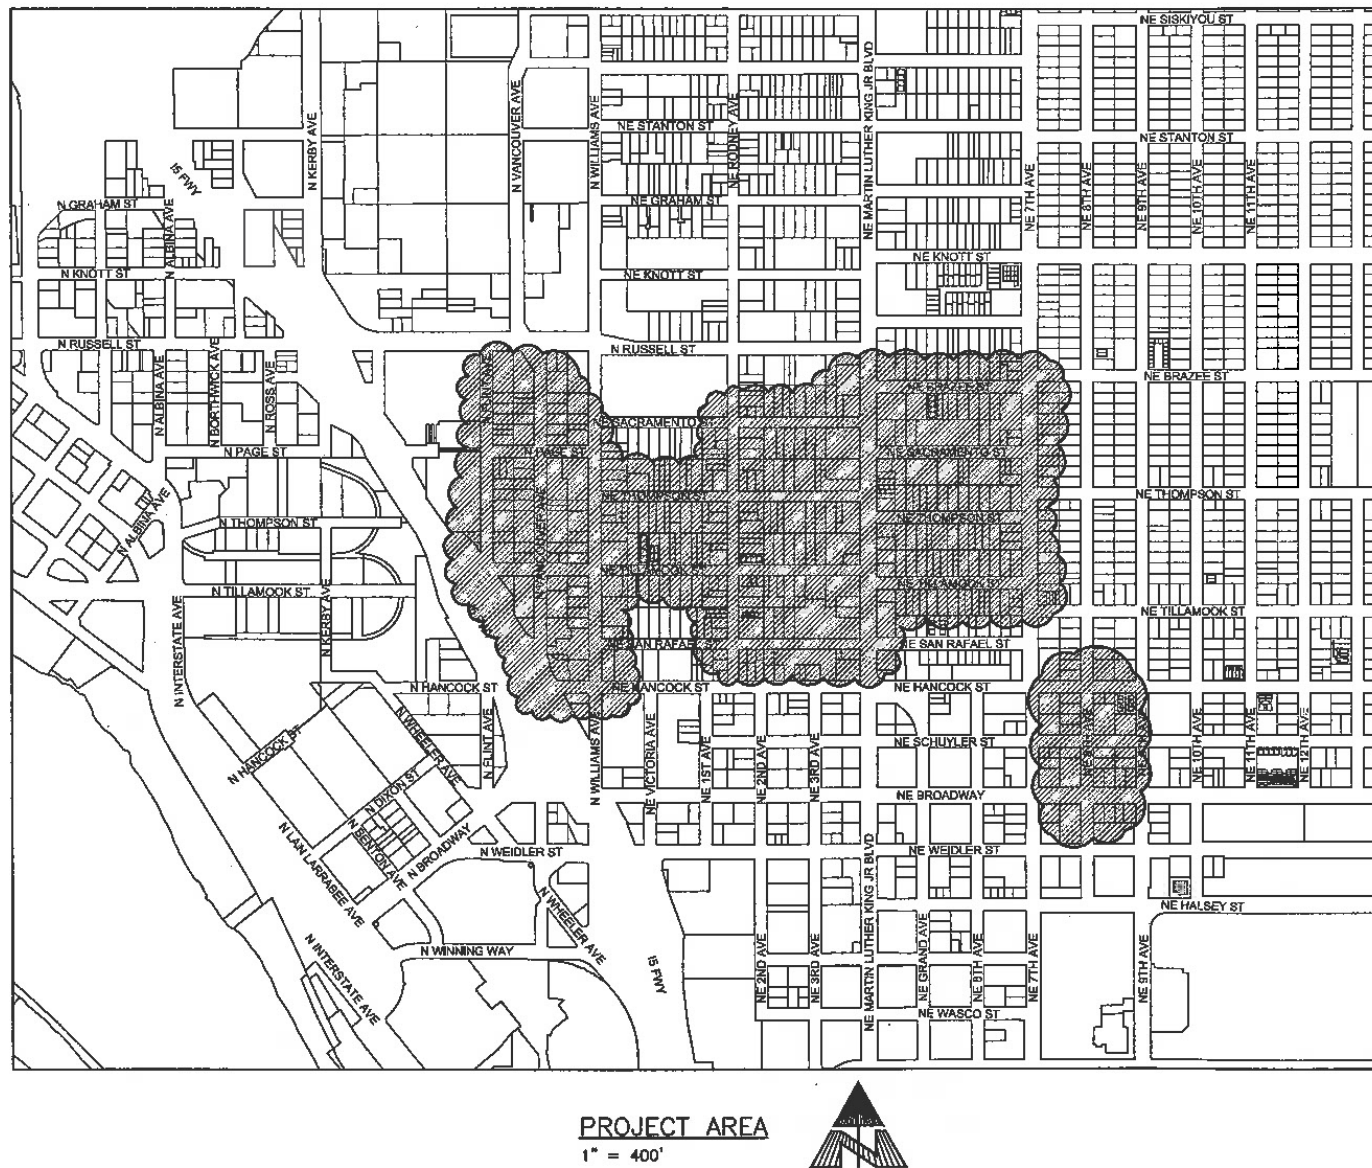 NE SISKIYOU ST
N KERBY AVE
N VANCOUVER AVE
N WILLIAMS AVE
NE RODNEY AVE
NE MARTIN LUTHER KING JR BLVD
NE STANTON ST
NE STANTON ST
I5 FWY
N GRAHAM ST
N ALBINA AVE
NE GRAHAM ST
NE 7TH AVE
NE 8TH AVE
NE 9TH AVE
NE 10TH AVE
NE 11TH AVE
N KNOTT ST
NE KNOTT ST
NE KNOTT ST
N RUSSELL ST
N RUSSELL ST
N ALBINA AVE
N BORTHWICK AVE
N ROSS AVE
N FLINT AVE
NE BRAZEE ST
NE BRAZEE ST
NE SACRAMENTO ST
N PAGE ST
N PAGE ST
NE SACRAMENTO ST
NE THOMPSON ST
NE THOMPSON ST
N ALBINA AVE
N THOMPSON ST
N VANCOUVER AVE
NE THOMPSON ST
NE TILLAMOOK ST
NE TILLAMOOK ST
N TILLAMOOK ST
NE TILLAMOOK ST
N INTERSTATE AVE
N KERBY AVE
NE SAN RAFAEL ST
NE SAN RAFAEL ST
N HANCOCK ST
NE HANCOCK ST
NE HANCOCK ST
N HANCOCK ST
N WHEELER AVE
N FLINT AVE
N WILLIAMS AVE
NE VICTORIA AVE
NE 1ST AVE
NE 2ND AVE
NE 3RD AVE
NE SCHUYLER ST
NE 8TH AVE
NE 9TH AVE
NE 10TH AVE
NE 11TH AVE
NE 12TH AVE
N DIXON ST
NE BROADWAY
N BENTON AVE
N BROADWAY
N LARRABEE AVE
N WEIDLER ST
NE WEIDLER ST
NE MARTIN LUTHER KING JR BLVD
N WHEELER AVE
NE HALSEY ST
N INTERSTATE AVE
N WINNING WAY
I5 FWY
NE 2ND AVE
NE 3RD AVE
NE GRAND AVE
NE 6TH AVE
NE 7TH AVE
NE 9TH AVE
NE WASCO ST
PROJECT AREA
1" = 400'